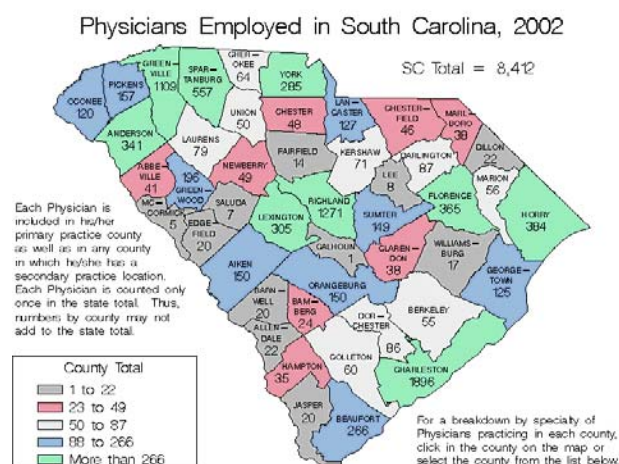 Physicians Employed in South Carolina, 2002
SC Total = 8,412
CHER-
OKEE
64
GREEN-
VILLE
1109
SPAR-
TANBURG
557
YORK
285
OCONEE
120
PICKENS
157
UNION
50
CHESTER
48
LAN-
CASTER
127
CHESTER-
FIELD
46
MARL-
BORO
38
ANDERSON
341
LAURENS
79
FAIRFIELD
14
KERSHAW
71
DARLINGTON
87
DILLON
22
ABBE-
VILLE
41
196
GREEN-
WOOD
NEWBERRY
49
LEE
8
MARION
56
MC-
CORMICK
5
SALUDA
7
EDGE-
FIELD
20
LEXINGTON
305
RICHLAND
1271
SUMTER
149
FLORENCE
365
HORRY
384
AIKEN
150
CALHOUN
1
CLAREN-
DON
38
WILLIAMS-
BURG
17
GEORGE-
TOWN
125
BARN-
WELL
20
ORANGEBURG
150
BAM-
BERG
24
DOR-
CHESTER
86
BERKELEY
55
ALLEN-
DALE
22
HAMPTON
35
COLLETON
60
CHARLESTON
1896
JASPER
20
BEAUFORT
266
Each Physician is
included in his/her
primary practice county
as well as in any county
in which he/she has a
secondary practice location.
Each Physician is counted only
once in the state total. Thus,
numbers by county may not
add to the state total.
County Total
1 to 22
23 to 49
50 to 87
88 to 266
More than 266
For a breakdown by specialty of
Physicians practicing in each county,
click in the county on the map or
select the county from the list below.